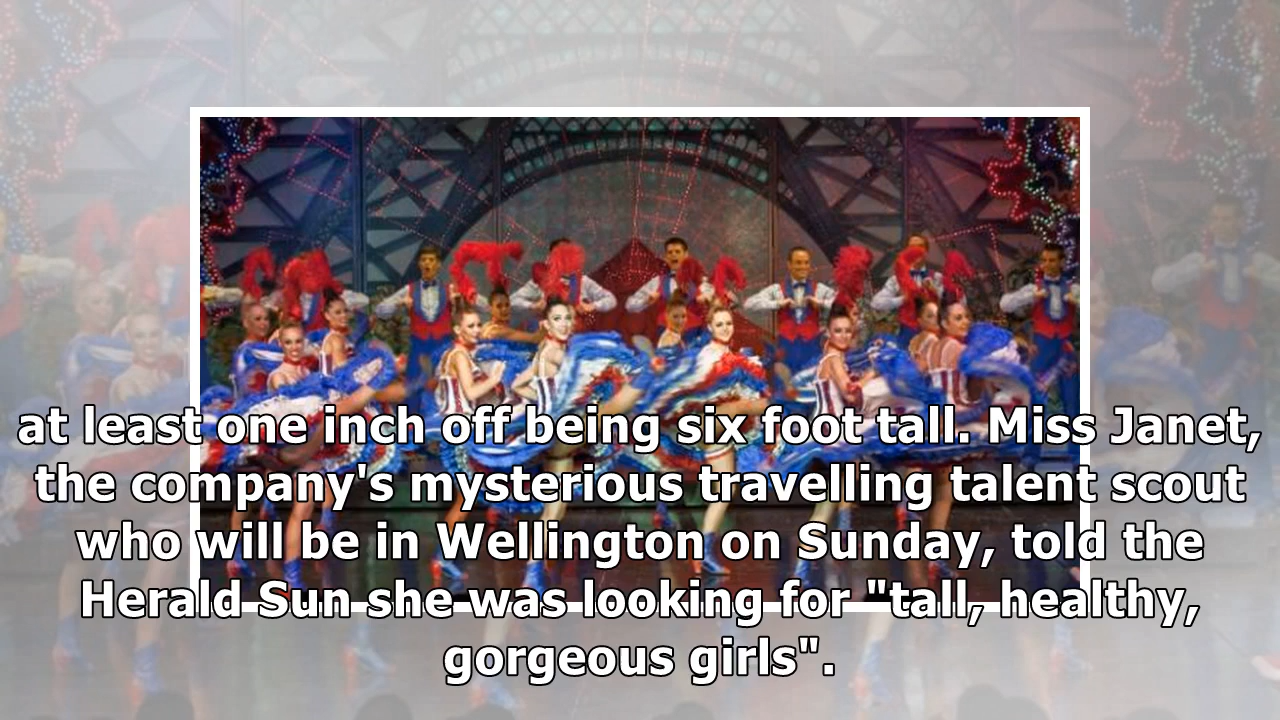 at least one inch off being six foot tall. Miss Janet,
the company's mysterious travelling talent scout
who will be in Wellington on Sunday, told the
Herald Sun she was looking for "tall, healthy,
gorgeous girls".